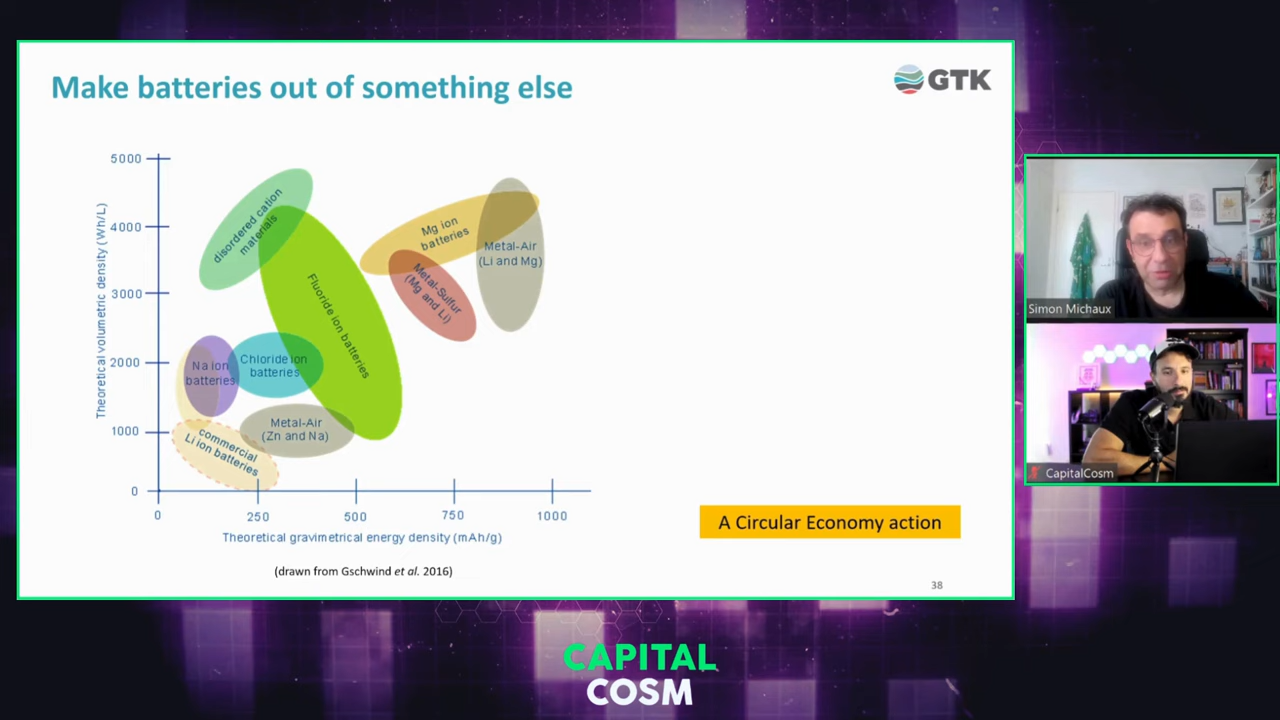 Make batteries out of something else
GTK
Theoretical volumetric density (Wh/L)
5000
4000
3000
2000
1000
0
0
250
500
750
1000
Theoretical gravimetrical energy density (mAh/g)
disordered cation
materials
Fluoride ion batteries
Mg ion
batteries
Metal-Air
(Li and Mg)
Metal-Sulfur
(Mg and Li)
Na ion
batteries
Chloride ion
batteries
Metal-Air
(Zn and Na)
commercial
Li ion batteries
(drawn from Gschwind et al. 2016)
A Circular Economy action
38
Simon Michaux
CapitalCosm
CAPITAL
COSM